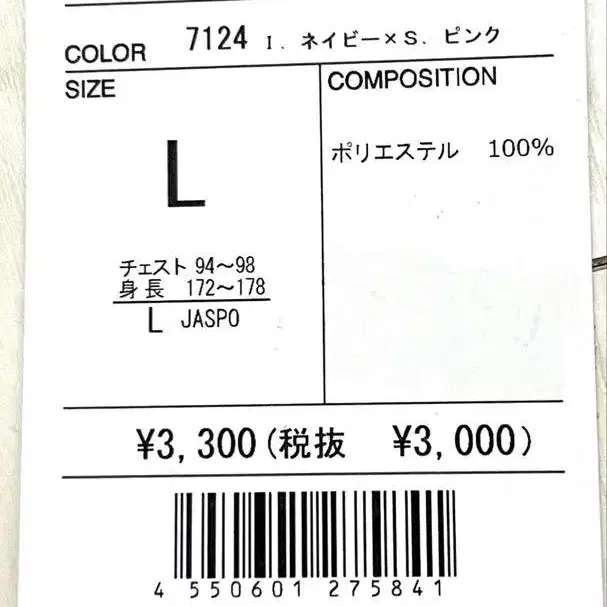 COLOR 7124 I. ネイビー×S. ピンク
SIZE
COMPOSITION
L
ポリエステル 100%
チェスト 94～98
身長 172～178
L JASPO
¥3,300(税抜 ¥3,000)
4 550601 275841